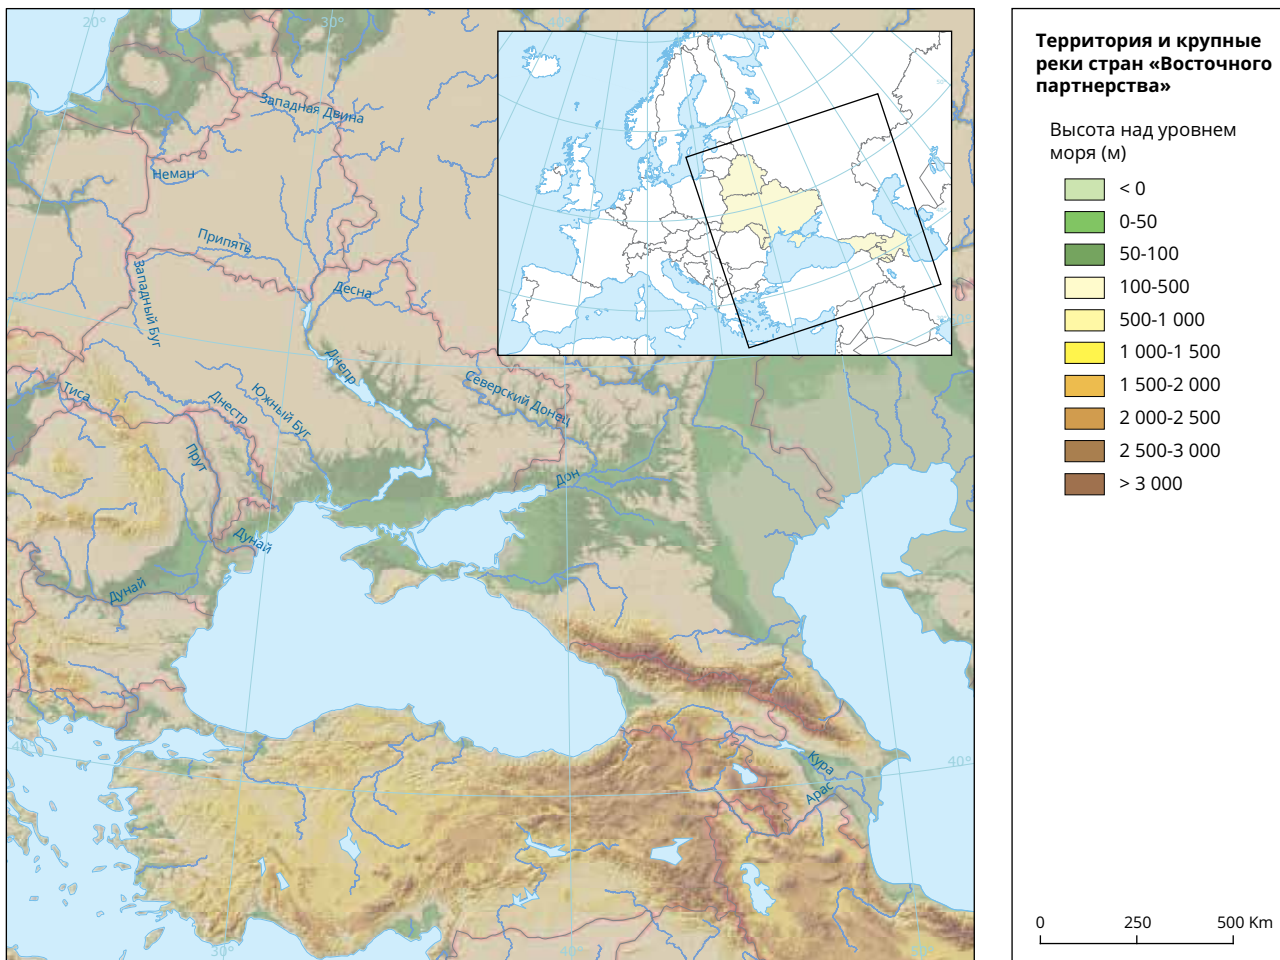 20°
30°
40°
50°
Западная Двина
Неман
Припять
Западный Буг
Десна
Днепр
Северский Донец
Тиса
Днестр
Южный Буг
Прут
Дон
Дунай
Дунай
Кура
Арас
40°
40°
30°
40°
50°
Территория и крупные
реки стран «Восточного
партнерства»
Высота над уровнем
моря (м)
< 0
0-50
50-100
100-500
500-1 000
1 000-1 500
1 500-2 000
2 000-2 500
2 500-3 000
> 3 000
0 250 500 Km